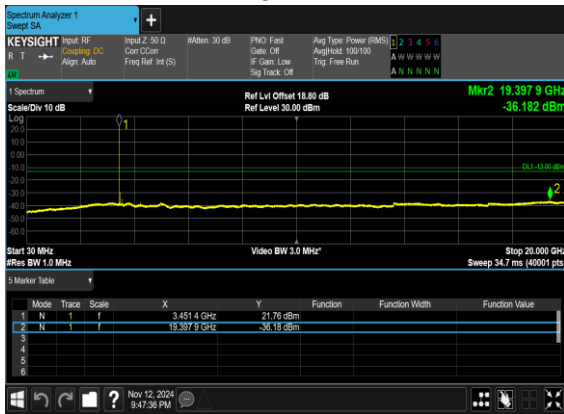 Spectrum Analyzer 1
Swept SA
+
KEYSIGHT Input: RF Input Z: 50 Ω #Atten: 30 dB PNO: Fast Avg Type: Power (RMS) 1 2 3 4 5 6
R T Coupling: DC Corr CCorr Gate: Off Avg|Hold: 100/100 A W W W W W
Align: Auto Freq Ref: Int (S) IF Gain: Low Trig: Free Run
Sig Track: Off A N N N N N
1 Spectrum Ref Lvl Offset 18.80 dB Mkr2 19.397 9 GHz
Scale/Div 10 dB Ref Level 30.00 dBm -36.182 dBm
Log
20.0 1
10.0
0.00
-10.0 DL1 -13.00 dBm
-20.0
-30.0 2
-40.0
-50.0
-60.0
Start 30 MHz Video BW 3.0 MHz* Stop 20.000 GHz
#Res BW 1.0 MHz Sweep 34.7 ms (40001 pts)
5 Marker Table
Mode Trace Scale X Y Function Function Width Function Value
1 N 1 f 3.451 4 GHz 21.76 dBm
2 N 1 f 19.397 9 GHz -36.18 dBm
3
4
5
6
? Nov 12, 2024
9:47:36 PM